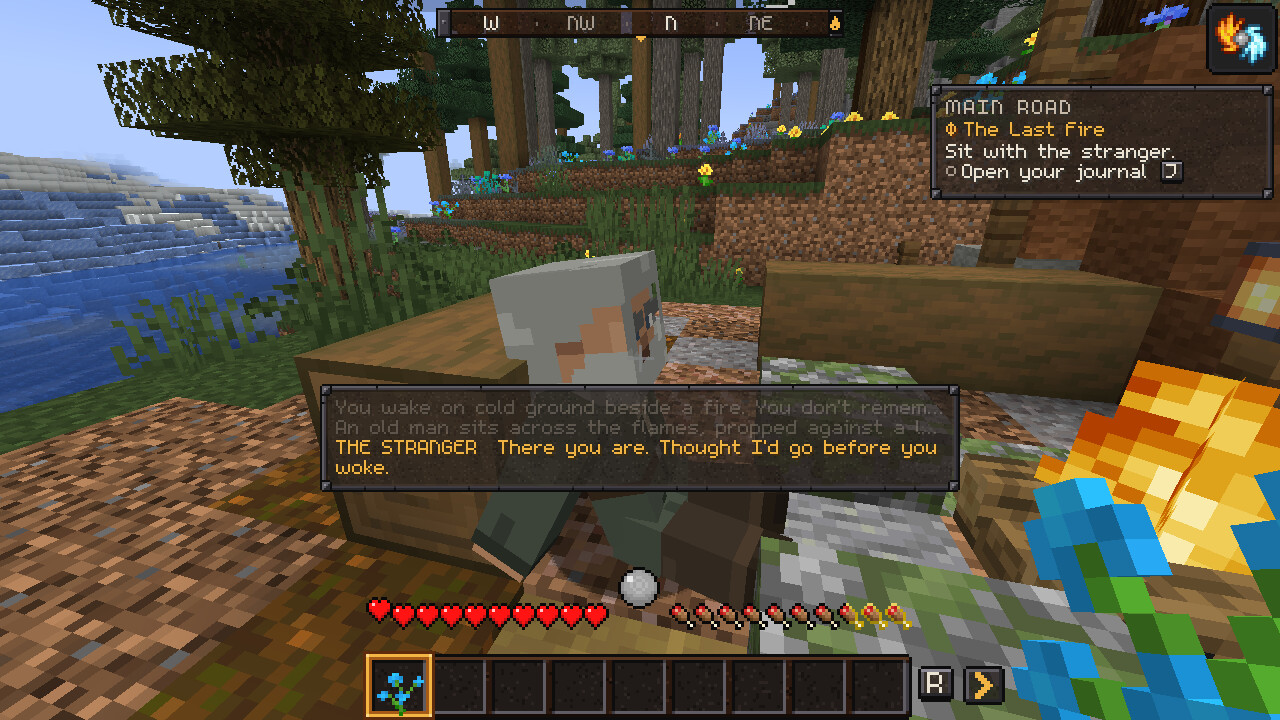 W NW N NE
MAIN ROAD
The Last Fire
Sit with the stranger.
Open your journal J
You wake on cold ground beside a fire. You don't remem...
An old man sits across the flames, propped against a l...
THE STRANGER There you are. Thought I'd go before you
woke.
R